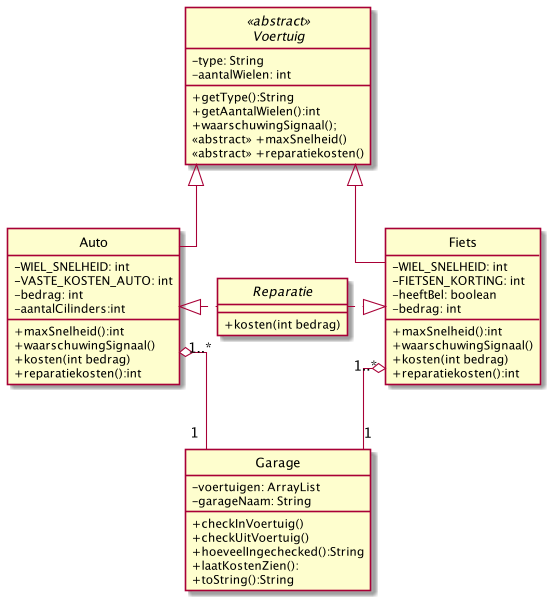 «abstract»
Voertuig
-type: String
-aantalWielen: int
+getType():String
+getAantalWielen():int
+waarschuwingSignaal();
«abstract» +maxSnelheid()
«abstract» +reparatiekosten()
Auto
-WIEL_SNELHEID: int
-VASTE_KOSTEN_AUTO: int
-bedrag: int
-aantalCilinders:int
+maxSnelheid():int
+waarschuwingSignaal()
+kosten(int bedrag)
+reparatiekosten():int
Reparatie
+kosten(int bedrag)
Fiets
-WIEL_SNELHEID: int
-FIETSEN_KORTING: int
-heeftBel: boolean
-bedrag: int
+maxSnelheid():int
+waarschuwingSignaal()
+kosten(int bedrag)
+reparatiekosten():int
1..*
1..*
1
1
Garage
-voertuigen: ArrayList
-garageNaam: String
+checkInVoertuig()
+checkUitVoertuig()
+hoeveelIngechecked():String
+laatKostenZien():
+toString():String